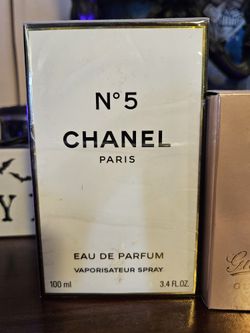 N°5
CHANEL
PARIS
EAU DE PARFUM
VAPORISATEUR SPRAY
100 ml 3.4 FL.OZ.
Y